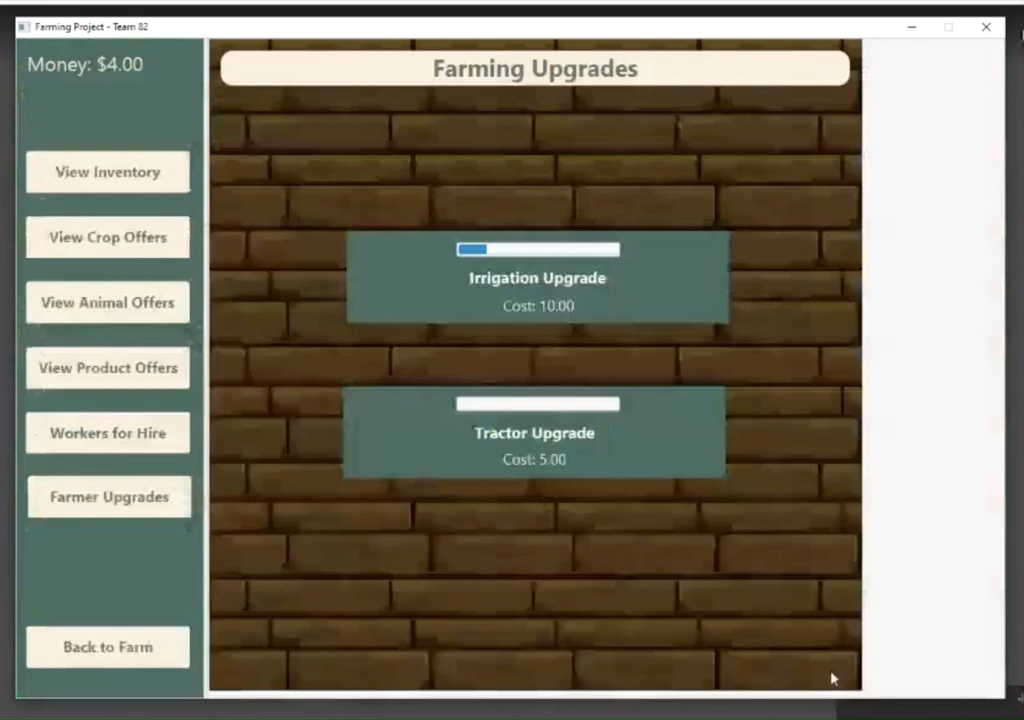 Farming Project - Team 82
Money: $4.00
Farming Upgrades
View Inventory
View Crop Offers
View Animal Offers
View Product Offers
Workers for Hire
Farmer Upgrades
Back to Farm
Irrigation Upgrade
Cost: 10.00
Tractor Upgrade
Cost: 5.00